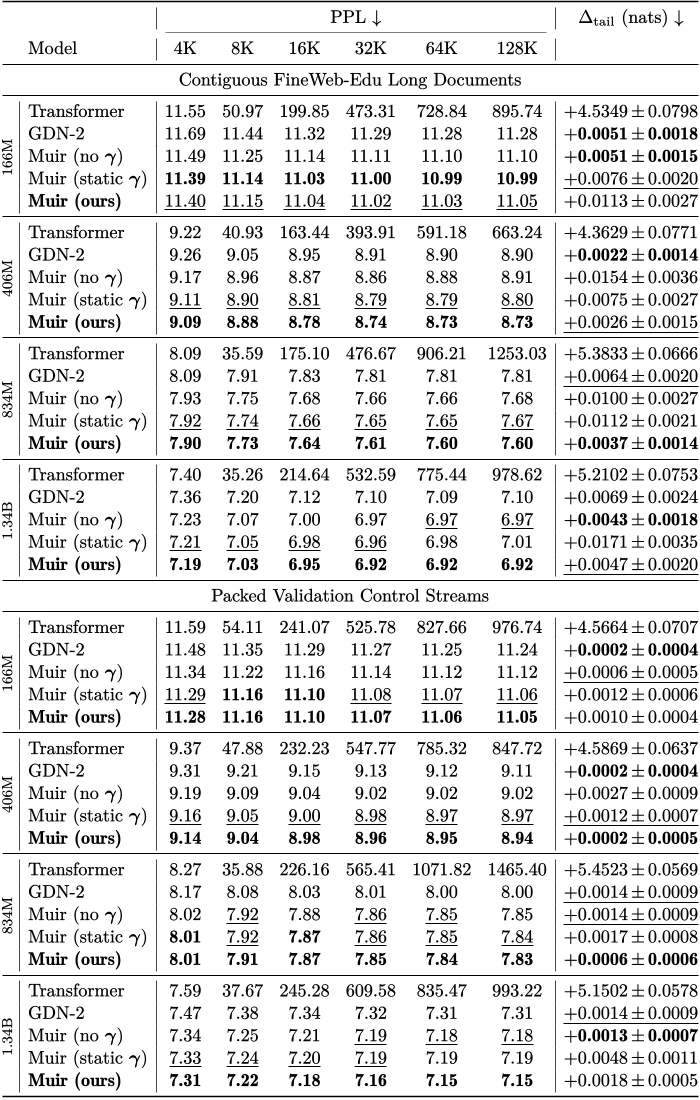 PPL ↓ Δtail (nats) ↓
Model 4K 8K 16K 32K 64K 128K
Contiguous FineWeb-Edu Long Documents
166M
Transformer 11.55 50.97 199.85 473.31 728.84 895.74 +4.5349 ± 0.0798
GDN-2 11.69 11.44 11.32 11.29 11.28 11.28 +0.0051 ± 0.0018
Muir (no γ) 11.49 11.25 11.14 11.11 11.10 11.10 +0.0051 ± 0.0015
Muir (static γ) 11.39 11.14 11.03 11.00 10.99 10.99 +0.0076 ± 0.0020
Muir (ours) 11.40 11.15 11.04 11.02 11.03 11.05 +0.0113 ± 0.0027
406M
Transformer 9.22 40.93 163.44 393.91 591.18 663.24 +4.3629 ± 0.0771
GDN-2 9.26 9.05 8.95 8.91 8.90 8.90 +0.0022 ± 0.0014
Muir (no γ) 9.17 8.96 8.87 8.86 8.88 8.91 +0.0154 ± 0.0036
Muir (static γ) 9.11 8.90 8.81 8.79 8.79 8.80 +0.0075 ± 0.0027
Muir (ours) 9.09 8.88 8.78 8.74 8.73 8.73 +0.0026 ± 0.0015
834M
Transformer 8.09 35.59 175.10 476.67 906.21 1253.03 +5.3833 ± 0.0666
GDN-2 8.09 7.91 7.83 7.81 7.81 7.81 +0.0064 ± 0.0020
Muir (no γ) 7.93 7.75 7.68 7.66 7.66 7.68 +0.0100 ± 0.0027
Muir (static γ) 7.92 7.74 7.66 7.65 7.65 7.67 +0.0112 ± 0.0021
Muir (ours) 7.90 7.73 7.64 7.61 7.60 7.60 +0.0037 ± 0.0014
1.34B
Transformer 7.40 35.26 214.64 532.59 775.44 978.62 +5.2102 ± 0.0753
GDN-2 7.36 7.20 7.12 7.10 7.09 7.10 +0.0069 ± 0.0024
Muir (no γ) 7.23 7.07 7.00 6.97 6.97 6.97 +0.0043 ± 0.0018
Muir (static γ) 7.21 7.05 6.98 6.96 6.98 7.01 +0.0171 ± 0.0035
Muir (ours) 7.19 7.03 6.95 6.92 6.92 6.92 +0.0047 ± 0.0020
Packed Validation Control Streams
166M
Transformer 11.59 54.11 241.07 525.78 827.66 976.74 +4.5664 ± 0.0707
GDN-2 11.48 11.35 11.29 11.27 11.25 11.24 +0.0002 ± 0.0004
Muir (no γ) 11.34 11.22 11.16 11.14 11.12 11.12 +0.0006 ± 0.0005
Muir (static γ) 11.29 11.16 11.10 11.08 11.07 11.06 +0.0012 ± 0.0006
Muir (ours) 11.28 11.16 11.10 11.07 11.06 11.05 +0.0010 ± 0.0004
406M
Transformer 9.37 47.88 232.23 547.77 785.32 847.72 +4.5869 ± 0.0637
GDN-2 9.31 9.21 9.15 9.13 9.12 9.11 +0.0002 ± 0.0004
Muir (no γ) 9.19 9.09 9.04 9.02 9.02 9.02 +0.0027 ± 0.0009
Muir (static γ) 9.16 9.05 9.00 8.98 8.97 8.97 +0.0012 ± 0.0007
Muir (ours) 9.14 9.04 8.98 8.96 8.95 8.94 +0.0002 ± 0.0005
834M
Transformer 8.27 35.88 226.16 565.41 1071.82 1465.40 +5.4523 ± 0.0569
GDN-2 8.17 8.08 8.03 8.01 8.00 8.00 +0.0014 ± 0.0009
Muir (no γ) 8.02 7.92 7.88 7.86 7.85 7.85 +0.0014 ± 0.0009
Muir (static γ) 8.01 7.92 7.87 7.86 7.85 7.84 +0.0017 ± 0.0008
Muir (ours) 8.01 7.91 7.87 7.85 7.84 7.83 +0.0006 ± 0.0006
1.34B
Transformer 7.59 37.67 245.28 609.58 835.47 993.22 +5.1502 ± 0.0578
GDN-2 7.47 7.38 7.34 7.32 7.31 7.31 +0.0014 ± 0.0009
Muir (no γ) 7.34 7.25 7.21 7.19 7.18 7.18 +0.0013 ± 0.0007
Muir (static γ) 7.33 7.24 7.20 7.19 7.19 7.19 +0.0048 ± 0.0011
Muir (ours) 7.31 7.22 7.18 7.16 7.15 7.15 +0.0018 ± 0.0005